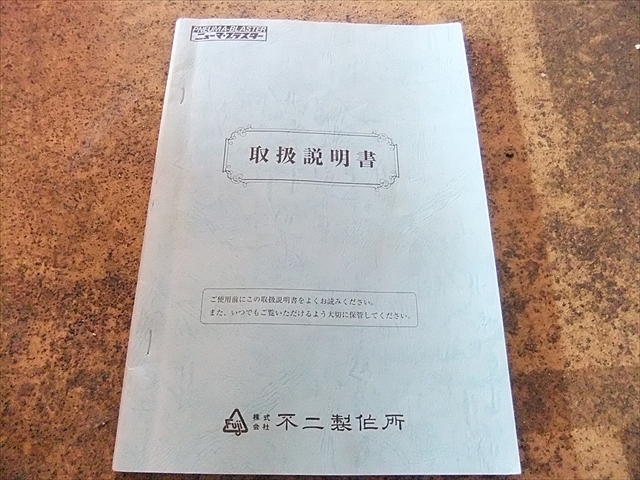 PNEUMA-BLASTER
ニューマ・ブラスター
取扱説明書
ご使用前にこの取扱説明書をよくお読みください。
また、いつでもご覧いただけるよう大切に保管してください。
Fuji 株式会社 不二製作所